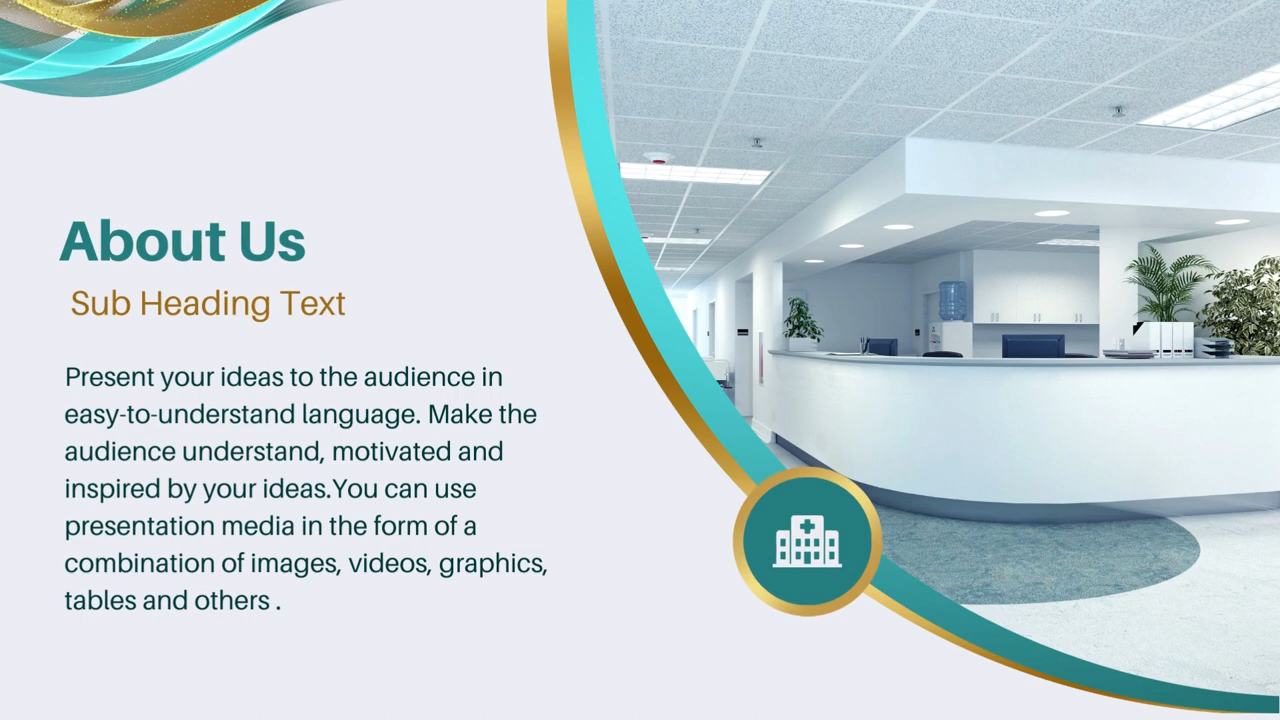 About Us
Sub Heading Text
Present your ideas to the audience in
easy-to-understand language. Make the
audience understand, motivated and
inspired by your ideas.You can use
presentation media in the form of a
combination of images, videos, graphics,
tables and others .